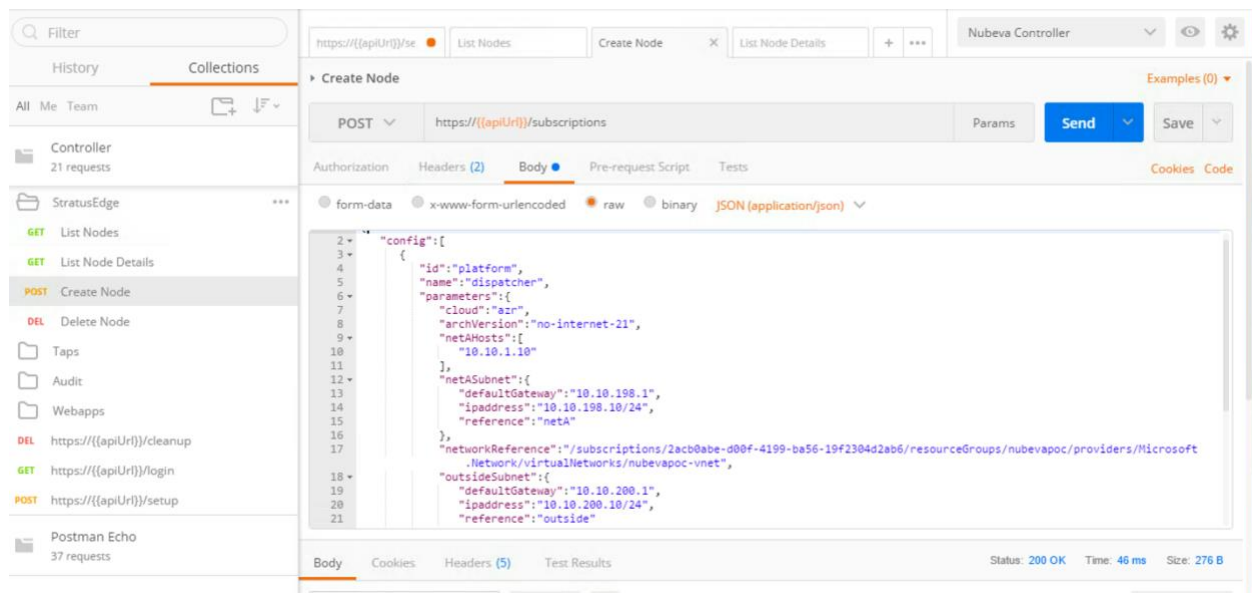 Filter
History Collections
All Me Team
Controller
21 requests
StratusEdge
GET List Nodes
GET List Node Details
POST Create Node
DEL Delete Node
Taps
Audit
Webapps
DEL https://{{apiUrl}}/cleanup
GET https://{{apiUrl}}/login
POST https://{{apiUrl}}/setup
Postman Echo
37 requests
https://{{apiUrl}}/se List Nodes Create Node × List Node Details + •••
Nubeva Controller
Create Node Examples (0)
POST https://{{apiUrl}}/subscriptions Params Send Save
Authorization Headers (2) Body Pre-request Script Tests Cookies Code
form-data x-www-form-urlencoded raw binary JSON (application/json)
2 "config":[
3 {
4 "id":"platform",
5 "name":"dispatcher",
6 "parameters":{
7 "cloud":"azr",
8 "archVersion":"no-internet-21",
9 "netAHosts":[
10 "10.10.1.10"
11 ],
12 "netASubnet":{
13 "defaultGateway":"10.10.198.1",
14 "ipaddress":"10.10.198.10/24",
15 "reference":"netA"
16 },
17 "networkReference":"/subscriptions/2acb0abe-d00f-4199-ba56-19f2304d2ab6/resourceGroups/nubevapoc/providers/Microsoft
.Network/virtualNetworks/nubevapoc-vnet",
18 "outsideSubnet":{
19 "defaultGateway":"10.10.200.1",
20 "ipaddress":"10.10.200.10/24",
21 "reference":"outside"
Body Cookies Headers (5) Test Results Status: 200 OK Time: 46 ms Size: 276 B